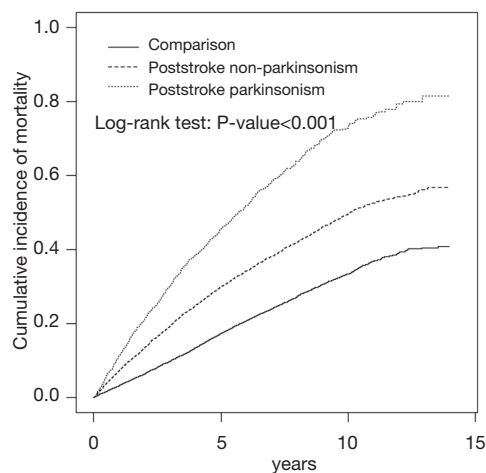 1.0
Comparison
Poststroke non-parkinsonism
Poststroke parkinsonism
0.8
Log-rank test: P-value<0.001
0.6
0.4
0.2
0.0
Cumulative incidence of mortality
0 5 10 15
years